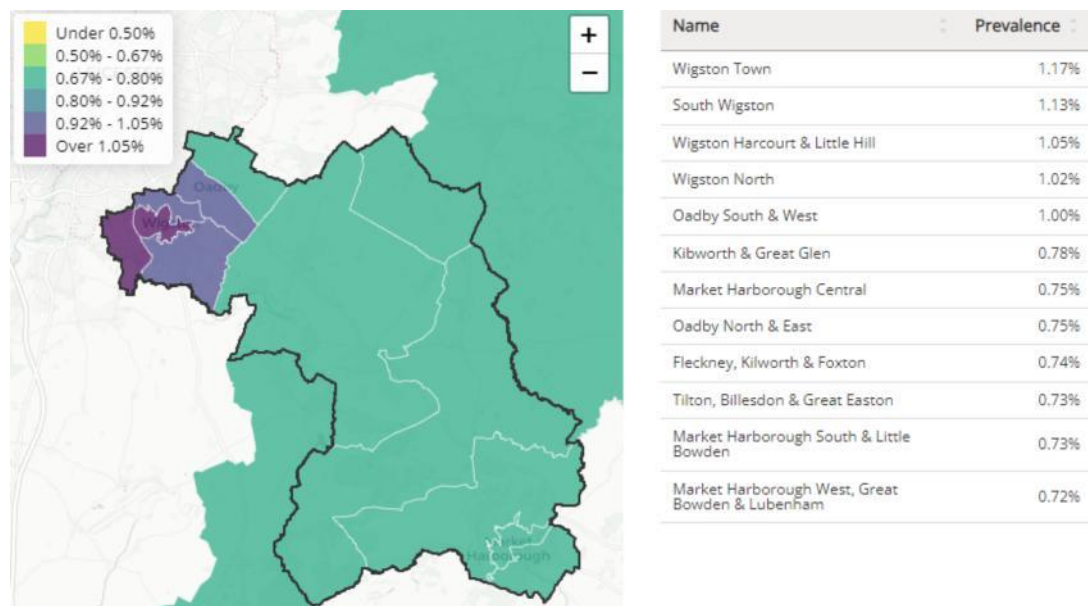 Under 0.50%
0.50% - 0.67%
0.67% - 0.80%
0.80% - 0.92%
0.92% - 1.05%
Over 1.05%
+
−
Oadby
Market
Harborough
Name Prevalence
Wigston Town 1.17%
South Wigston 1.13%
Wigston Harcourt & Little Hill 1.05%
Wigston North 1.02%
Oadby South & West 1.00%
Kibworth & Great Glen 0.78%
Market Harborough Central 0.75%
Oadby North & East 0.75%
Fleckney, Kilworth & Foxton 0.74%
Tilton, Billesdon & Great Easton 0.73%
Market Harborough South & Little
Bowden 0.73%
Market Harborough West, Great
Bowden & Lubenham 0.72%